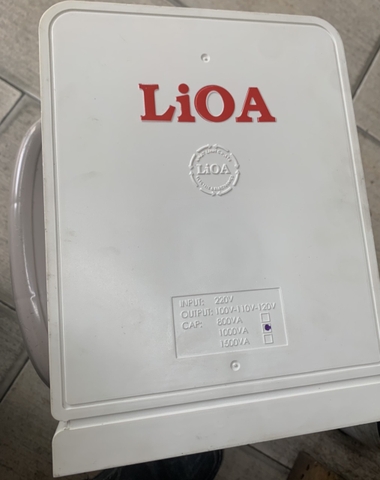 LiOA
LiOA
INPUT: 220V
OUTPUT: 100V-110V-120V
CAP: 800VA
1000VA
1500VA